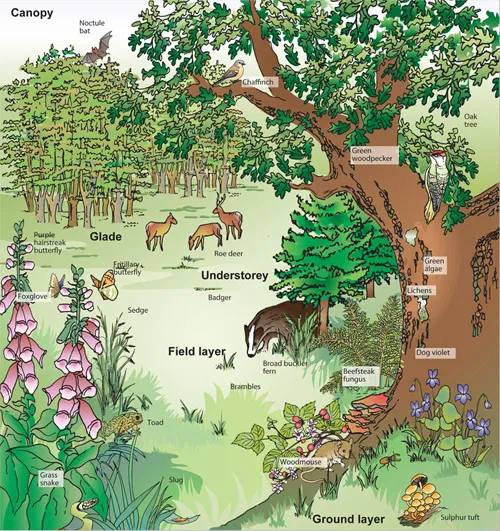 Canopy
Noctule
bat
Chaffinch
Oak
tree
Green
woodpecker
Purple
hairstreak
butterfly
Glade
Roe deer
Fritillary
butterfly
Green
algae
Understorey
Foxglove
Badger
Lichens
Sedge
Field layer
Dog violet
Broad buckler
fern
Beefsteak
fungus
Brambles
Toad
Woodmouse
Grass
snake
Slug
Ground layer
Sulphur tuft